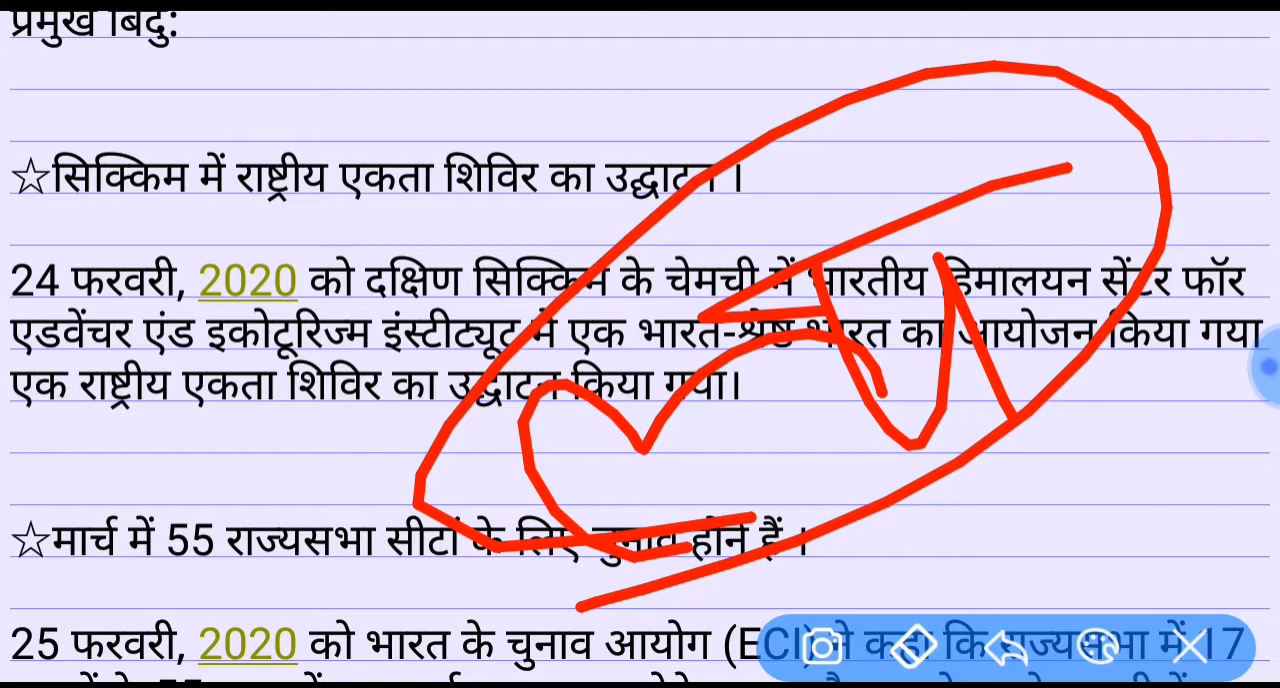 प्रमुख बिंदु:
☆सिक्किम में राष्ट्रीय एकता शिविर का उद्घाटन ।
24 फरवरी, 2020 को दक्षिण सिक्किम के चेमची में भारतीय हिमालयन सेंटर फॉर
एडवेंचर एंड इकोटूरिज्म इंस्टीट्यूट में एक भारत-श्रेष्ठ भारत का आयोजन किया गया
एक राष्ट्रीय एकता शिविर का उद्घाटन किया गया।
☆मार्च में 55 राज्यसभा सीटों के लिए चुनाव होने हैं ।
25 फरवरी, 2020 को भारत के चुनाव आयोग (ECI) ने कहा कि राज्यसभा में 17